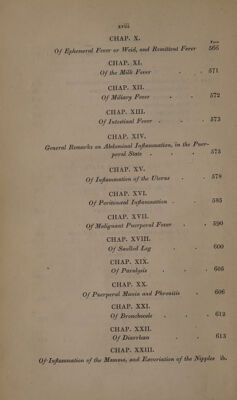 xviii
CHAP. X.
Page
Of Ephemeral Fever or Weid, and Remittent Fever 566
CHAP. XI.
Of the Milk Fever . . 571
CHAP. XII.
Of Miliary Fever . . 572
CHAP. XIII.
Of Intestinal Fever . . . 573
CHAP. XIV.
General Remarks on Abdominal Inflammation, in the Puer-
peral State . . . 575
CHAP. XV.
Of Inflammation of the Uterus . . 578
CHAP. XVI.
Of Peritoneal Inflammation . . 585
CHAP. XVII.
Of Malignant Puerperal Fever . . 590
CHAP. XVIII.
Of Swelled Leg . . 600
CHAP. XIX.
Of Paralysis . . . 606
CHAP. XX.
Of Puerperal Mania and Phrenitis . 606
CHAP. XXI.
Of Bronchocele . . . 612
CHAP. XXII.
Of Diarrhœa . . 613
CHAP. XXIII.
Of Inflammation of the Mamma, and Excoriation of the Nipples ib.